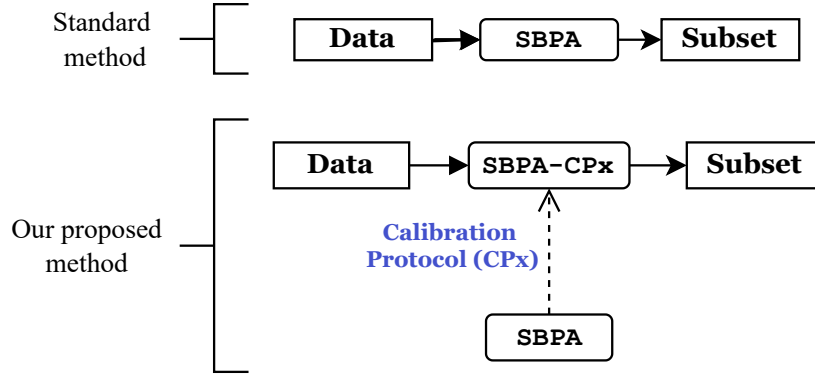 Standard
method
Data
SBPA
Subset
Our proposed
method
Data
SBPA-CPx
Subset
Calibration
Protocol (CPx)
SBPA